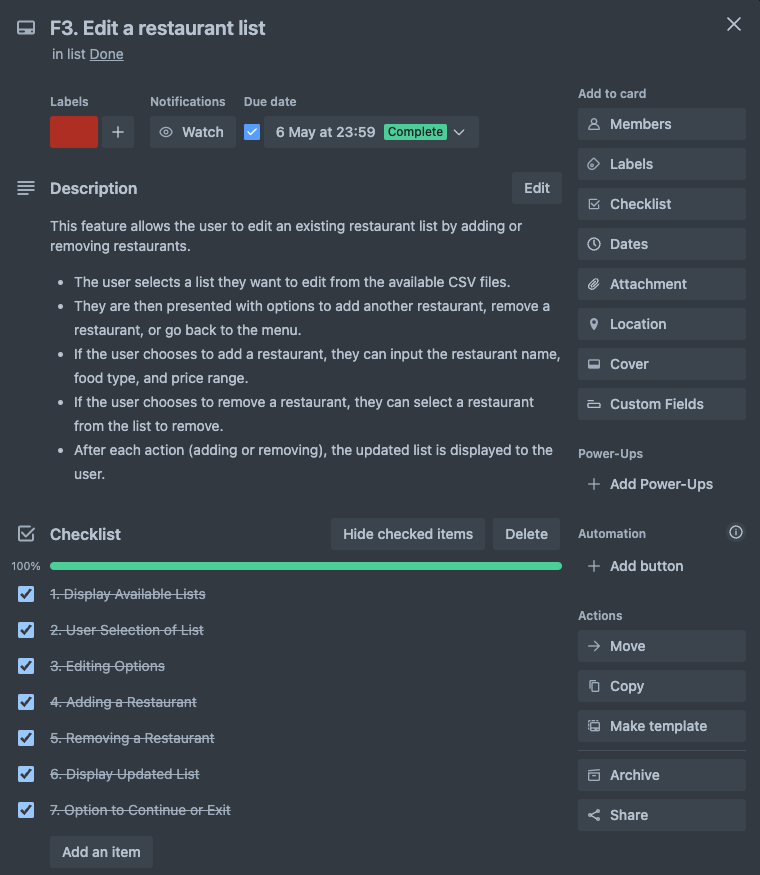 F3. Edit a restaurant list
in list Done
Labels
Notifications
Due date
Watch
6 May at 23:59 Complete
Description
Edit
This feature allows the user to edit an existing restaurant list by adding or
removing restaurants.
• The user selects a list they want to edit from the available CSV files.
• They are then presented with options to add another restaurant, remove a
restaurant, or go back to the menu.
• If the user chooses to add a restaurant, they can input the restaurant name,
food type, and price range.
• If the user chooses to remove a restaurant, they can select a restaurant
from the list to remove.
• After each action (adding or removing), the updated list is displayed to the
user.
Checklist
Hide checked items
Delete
100%
1. Display Available Lists
2. User Selection of List
3. Editing Options
4. Adding a Restaurant
5. Removing a Restaurant
6. Display Updated List
7. Option to Continue or Exit
Add an item
Add to card
Members
Labels
Checklist
Dates
Attachment
Location
Cover
Custom Fields
Power-Ups
Add Power-Ups
Automation
Add button
Actions
Move
Copy
Make template
Archive
Share